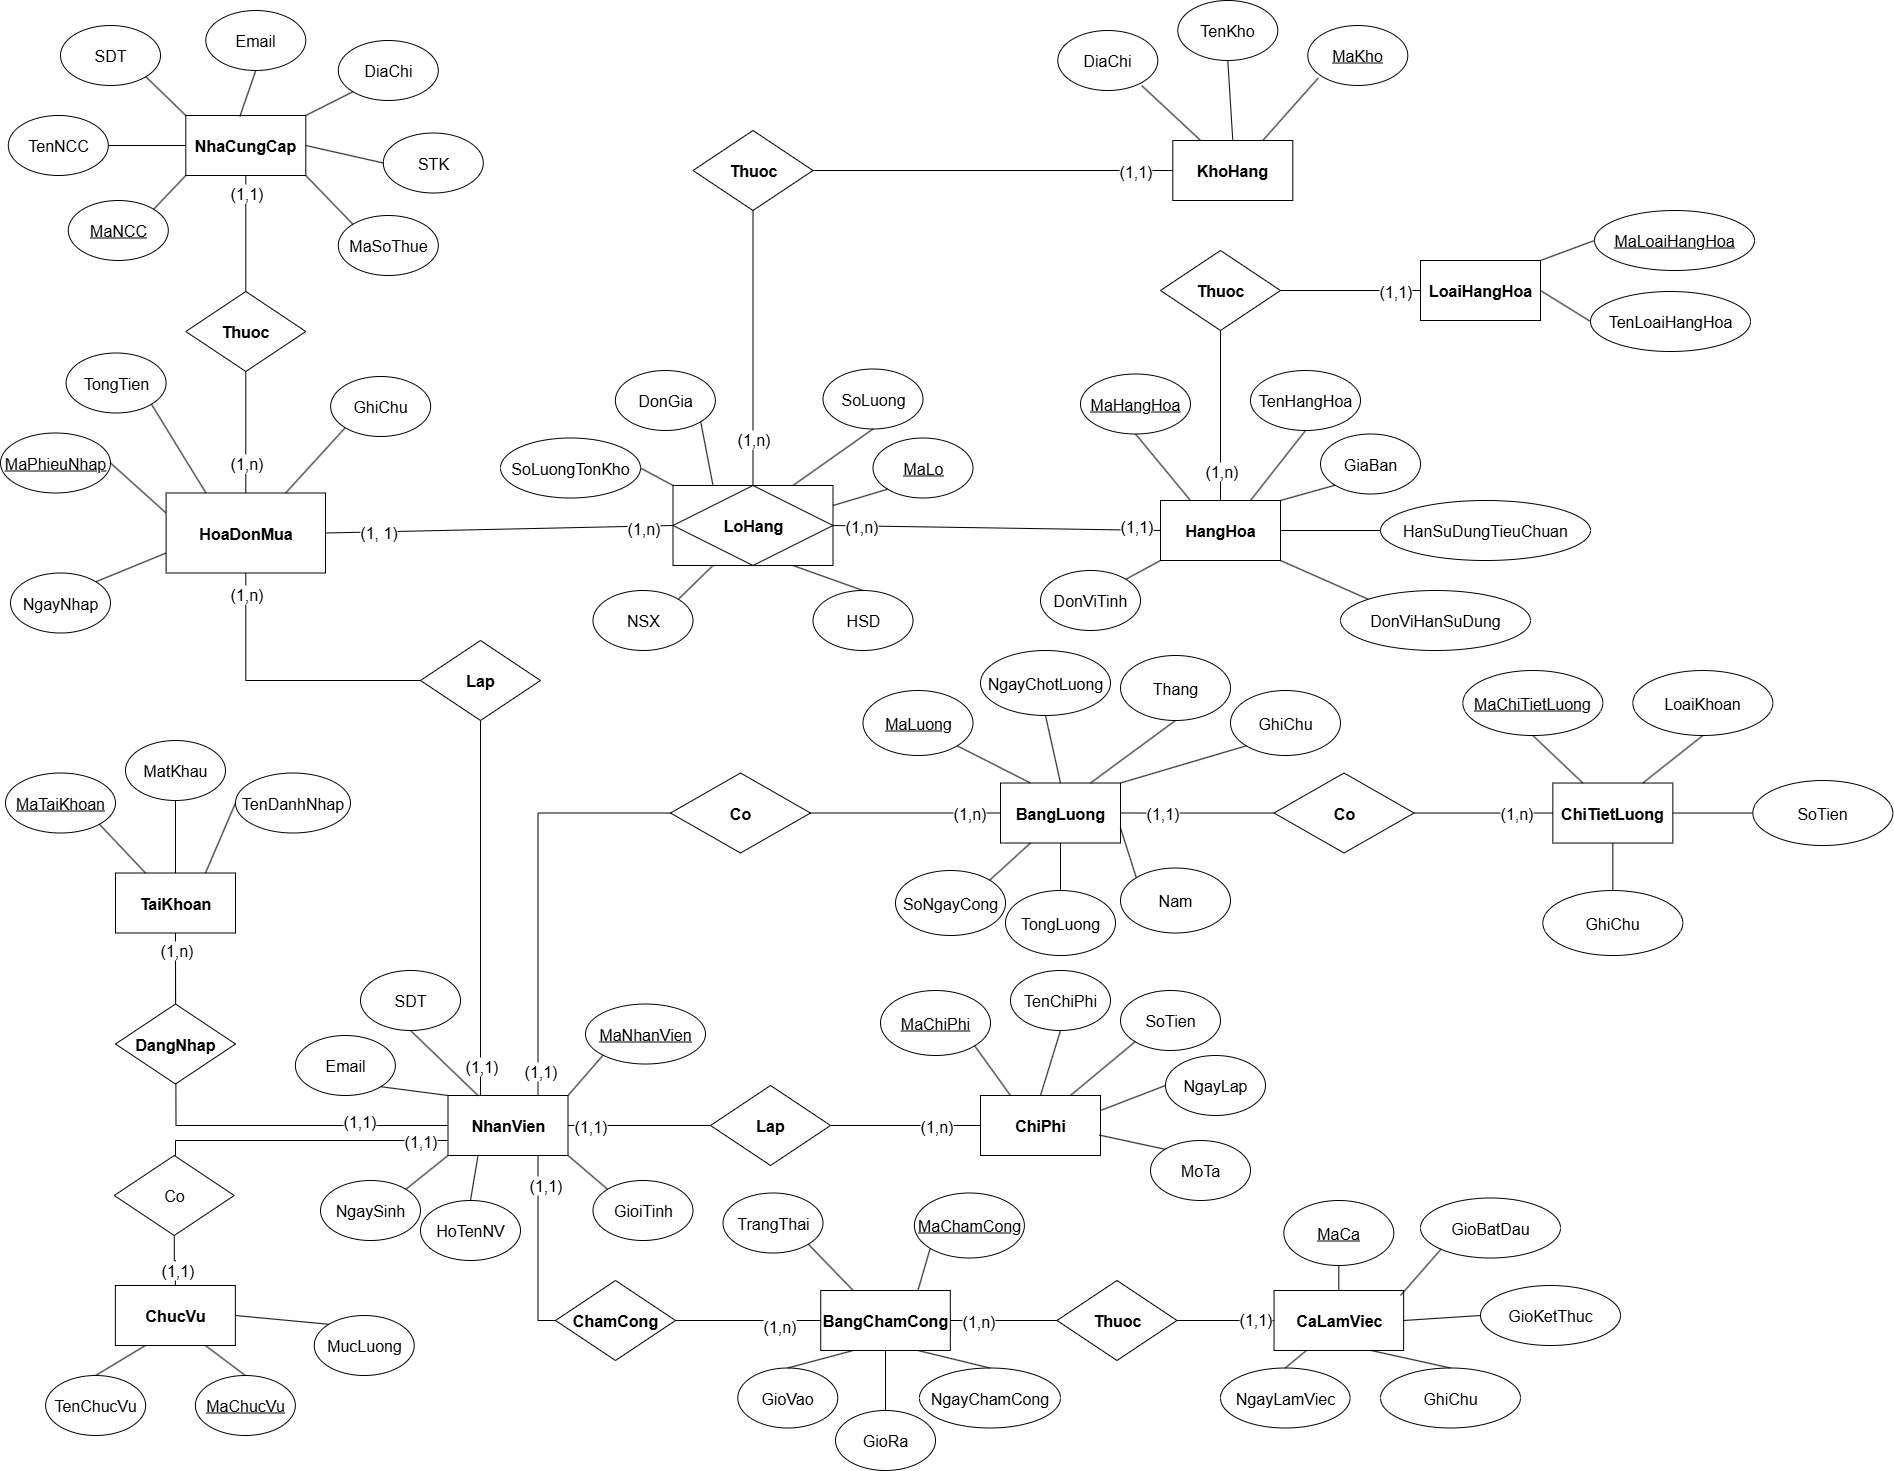 SDT
Email
DiaChi
TenNCC
NhaCungCap
STK
MaNCC
MaSoThue
(1,1)
Thuoc
(1,n)
TenKho
DiaChi
MaKho
Thuoc
(1,1)
KhoHang
(1,n)
MaLoaiHangHoa
Thuoc
(1,1)
LoaiHangHoa
TenLoaiHangHoa
(1,n)
TongTien
GhiChu
MaPhieuNhap
HoaDonMua
NgayNhap
(1, 1)
(1,n)
(1,n)
DonGia
SoLuong
SoLuongTonKho
MaLo
LoHang
NSX
HSD
(1,n)
(1,1)
MaHangHoa
TenHangHoa
GiaBan
HangHoa
HanSuDungTieuChuan
DonViTinh
DonViHanSuDung
Lap
(1,1)
MaLuong
NgayChotLuong
Thang
GhiChu
Co
(1,n)
BangLuong
(1,1)
Co
(1,n)
ChiTietLuong
MaChiTietLuong
LoaiKhoan
SoTien
GhiChu
SoNgayCong
TongLuong
Nam
(1,1)
MaTaiKhoan
MatKhau
TenDanhNhap
TaiKhoan
(1,n)
DangNhap
(1,1)
SDT
Email
MaNhanVien
NhanVien
NgaySinh
HoTenNV
GioiTinh
(1,1)
Lap
(1,n)
ChiPhi
MaChiPhi
TenChiPhi
SoTien
NgayLap
MoTa
(1,1)
Co
(1,1)
ChucVu
MucLuong
TenChucVu
MaChucVu
(1,1)
ChamCong
(1,n)
TrangThai
MaChamCong
BangChamCong
GioVao
GioRa
NgayChamCong
(1,n)
Thuoc
(1,1)
MaCa
GioBatDau
CaLamViec
GioKetThuc
NgayLamViec
GhiChu